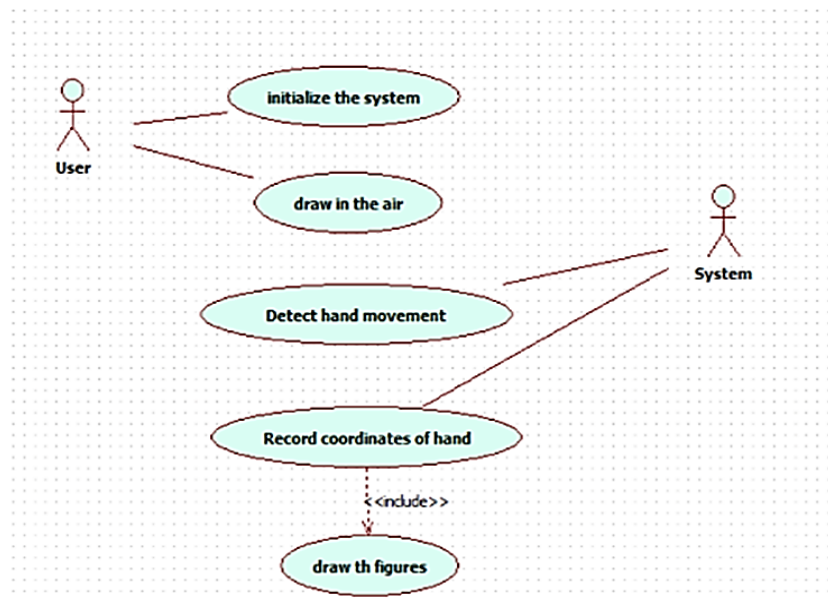 initialize the system
User
draw in the air
System
Detect hand movement
Record coordinates of hand
<<include>>
draw th figures